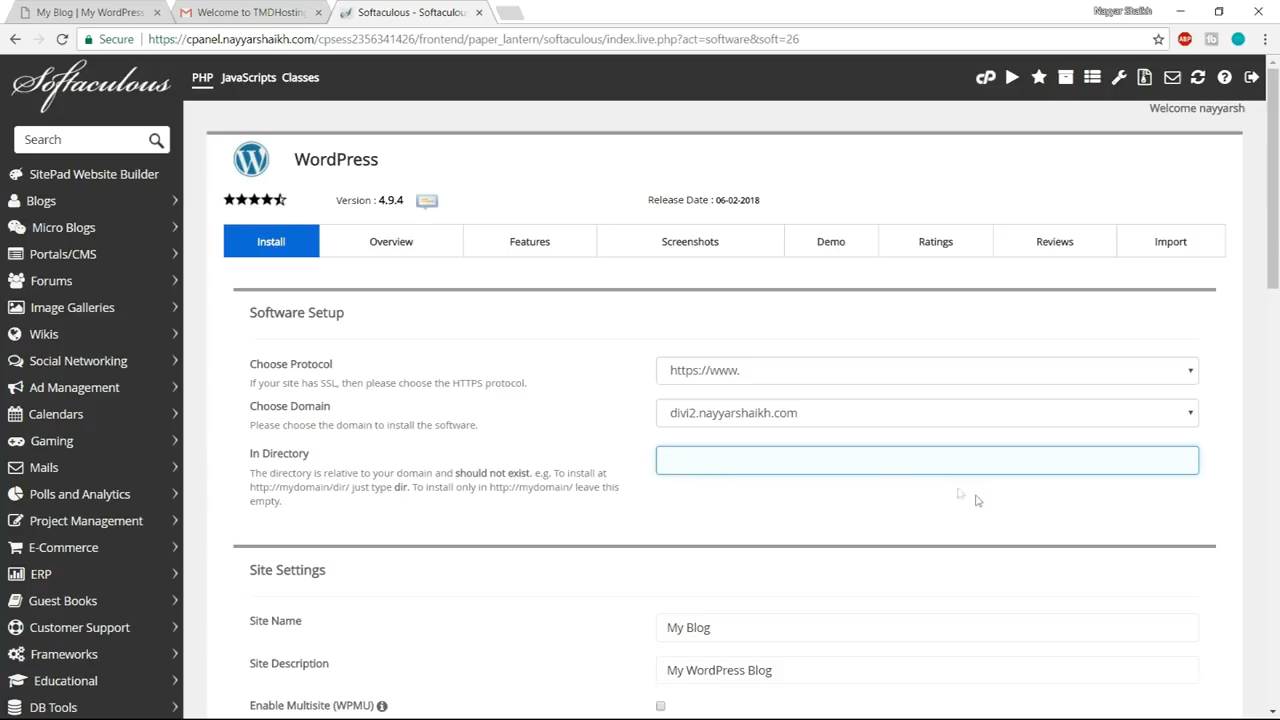 My Blog | My WordPress
Welcome to TMDHosting
Softaculous - Softaculou
Nayyar Shaikh
Secure
https://cpanel.nayyarshaikh.com/cpsess2356341426/frontend/paper_lantern/softaculous/index.live.php?act=software&soft=26
ABP
tb
Softaculous
PHP JavaScripts Classes
cP
Welcome nayyarsh
Search
SitePad Website Builder
Blogs
Micro Blogs
Portals/CMS
Forums
Image Galleries
Wikis
Social Networking
Ad Management
Calendars
Gaming
Mails
Polls and Analytics
Project Management
E-Commerce
ERP
Guest Books
Customer Support
Frameworks
Educational
DB Tools
WordPress
Version : 4.9.4
Release Date : 06-02-2018
Install Overview Features Screenshots Demo Ratings Reviews Import
Software Setup
Choose Protocol
If your site has SSL, then please choose the HTTPS protocol.
https://www.
Choose Domain
Please choose the domain to install the software.
divi2.nayyarshaikh.com
In Directory
The directory is relative to your domain and should not exist. e.g. To install at
http://mydomain/dir/ just type dir. To install only in http://mydomain/ leave this
empty.
Site Settings
Site Name
My Blog
Site Description
My WordPress Blog
Enable Multisite (WPMU)